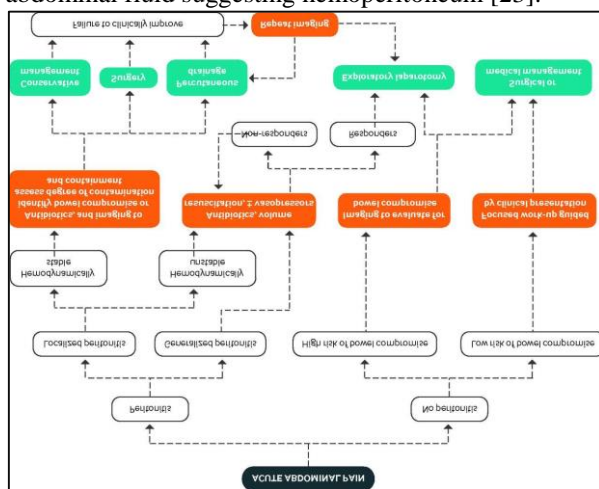 abdominal fluid suggesting hemoperitoneum [23].
ACUTE ABDOMINAL PAIN
Peritonitis
No peritonitis
Localized peritonitis
Generalized peritonitis
High risk of bowel compromise
Low risk of bowel compromise
Hemodynamically
stable
Hemodynamically
unstable
Antibiotics, and imaging to
identify bowel compromise or
assess degree of contamination
and containment
Antibiotics, volume
resuscitation, ± vasopressors
Imaging to evaluate for
bowel compromise
Focused work-up guided
by clinical presentation
Non-responders
Responders
Conservative
management
Surgery
Percutaneous
drainage
Exploratory laparotomy
Surgical or
medical management
Failure to clinically improve
Repeat imaging